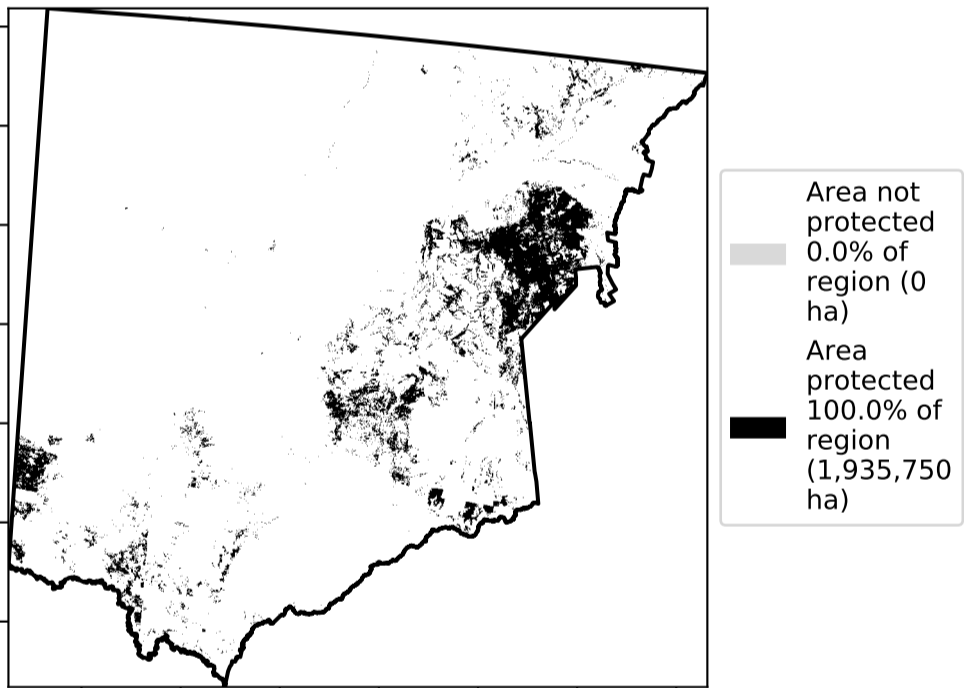 Area not
protected
0.0% of
region (0
ha)
Area
protected
100.0% of
region
(1,935,750
ha)